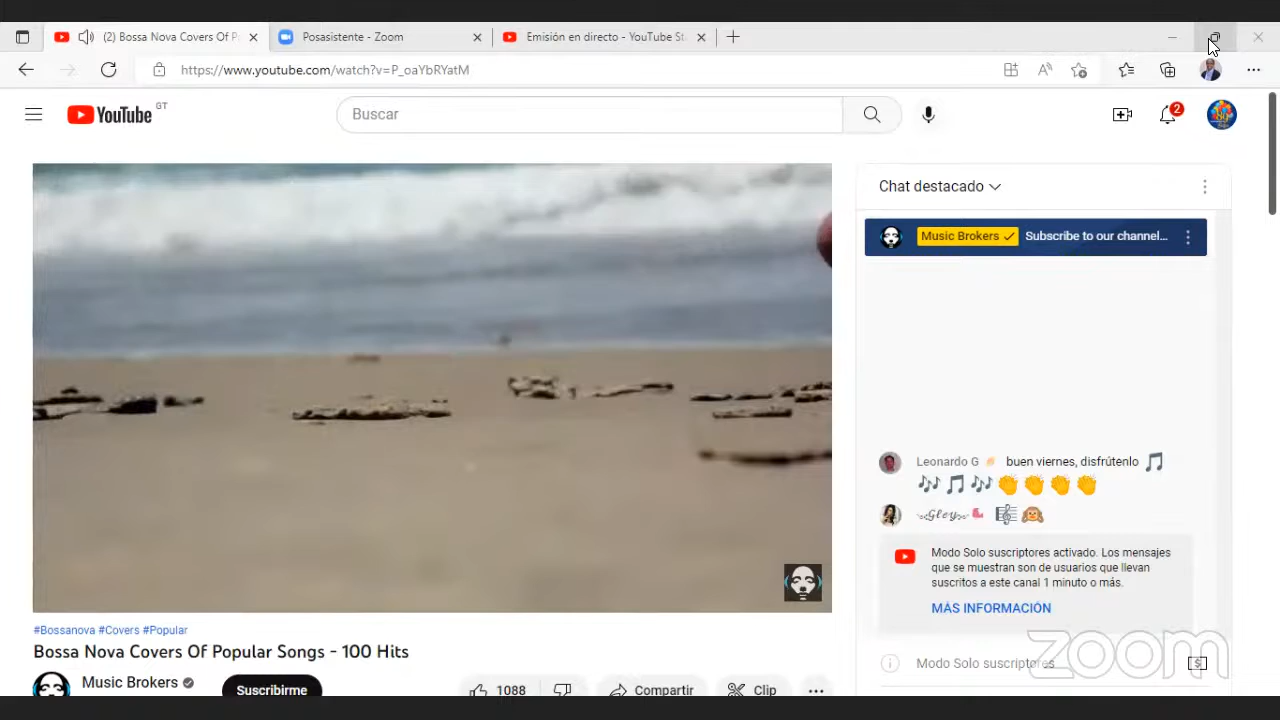 (2) Bossa Nova Covers Of P
Posasistente - Zoom
Emisión en directo - YouTube St
https://www.youtube.com/watch?v=P_oaYbRYatM
YouTube GT
Buscar
2
Chat destacado
Music Brokers Subscribe to our channel...
Leonardo G buen viernes, disfrútenlo
Gley
Modo Solo suscriptores activado. Los mensajes
que se muestran son de usuarios que llevan
suscritos a este canal 1 minuto o más.
MÁS INFORMACIÓN
Modo Solo suscriptores
zoom
#Bossanova #Covers #Popular
Bossa Nova Covers Of Popular Songs - 100 Hits
Music Brokers
Suscribirme
1088
Compartir
Clip